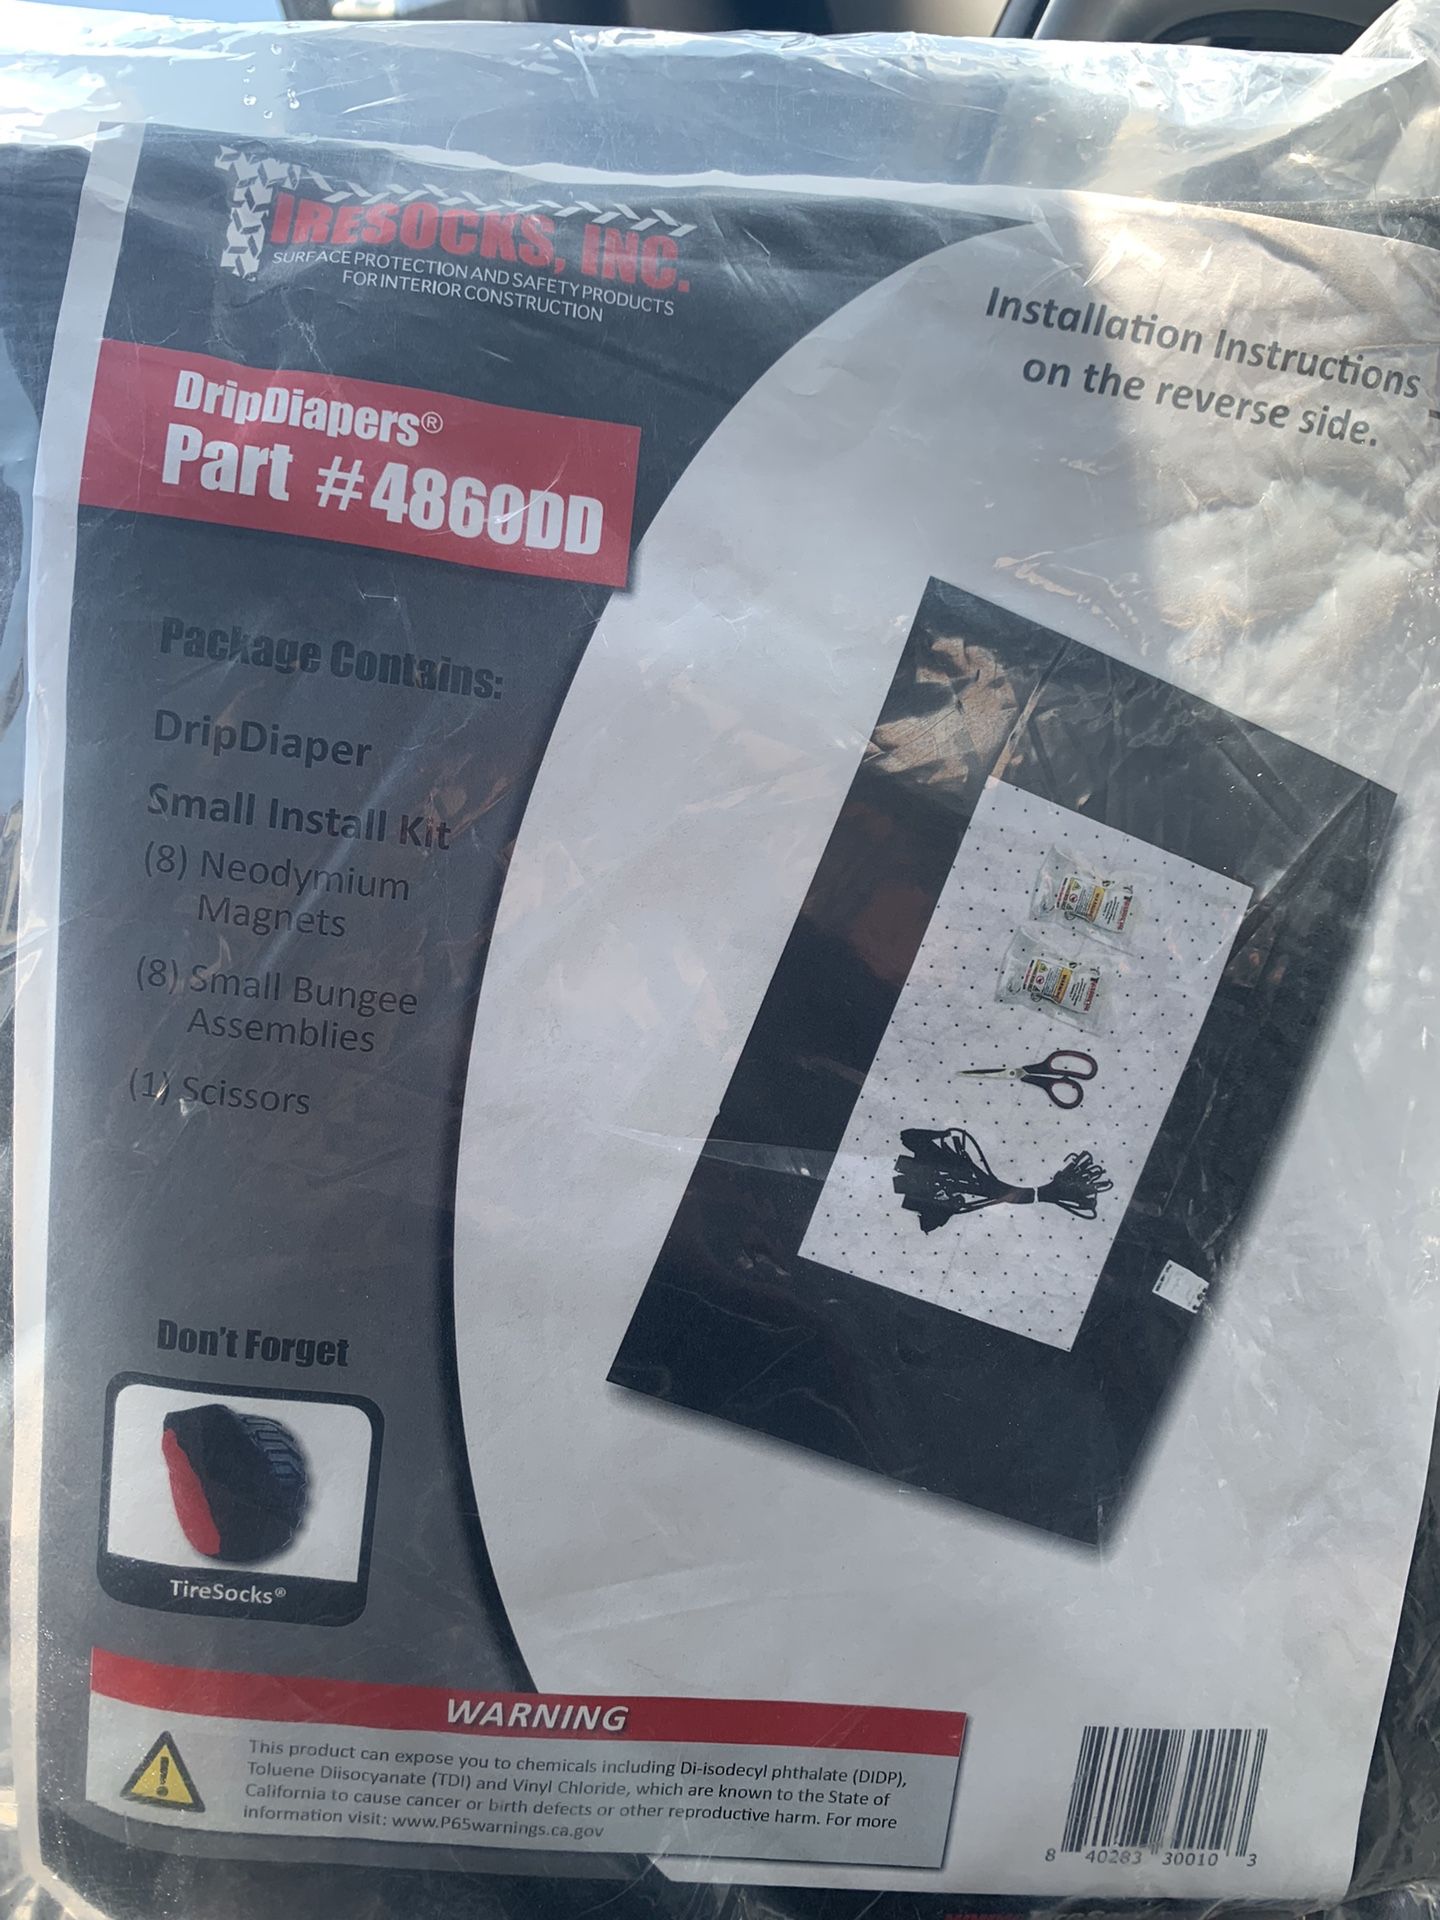 TIRESOCKS, INC.
SURFACE PROTECTION AND SAFETY PRODUCTS
FOR INTERIOR CONSTRUCTION
Installation Instructions
on the reverse side.
DripDiapers®
Part #4860DD
Package Contains:
DripDiaper
Small Install Kit
(8) Neodymium
Magnets
(8) Small Bungee
Assemblies
(1) Scissors
Don't Forget
TireSocks®
WARNING
This product can expose you to chemicals including Di-isodecyl phthalate (DIDP),
Toluene Diisocyanate (TDI) and Vinyl Chloride, which are known to the State of
California to cause cancer or birth defects or other reproductive harm. For more
information visit: www.P65warnings.ca.gov
8 40283 30010 3